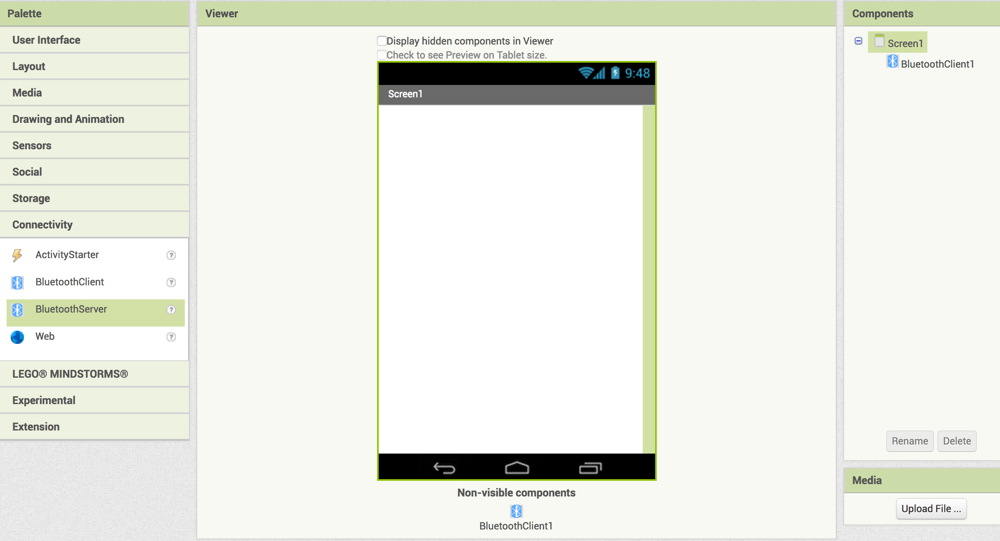 Palette
User Interface
Layout
Media
Drawing and Animation
Sensors
Social
Storage
Connectivity
ActivityStarter ?
BluetoothClient ?
BluetoothServer ?
Web ?
LEGO® MINDSTORMS®
Experimental
Extension
Viewer
Display hidden components in Viewer
Check to see Preview on Tablet size.
9:48
Screen1
Non-visible components
BluetoothClient1
Components
Screen1
BluetoothClient1
Rename Delete
Media
Upload File ...